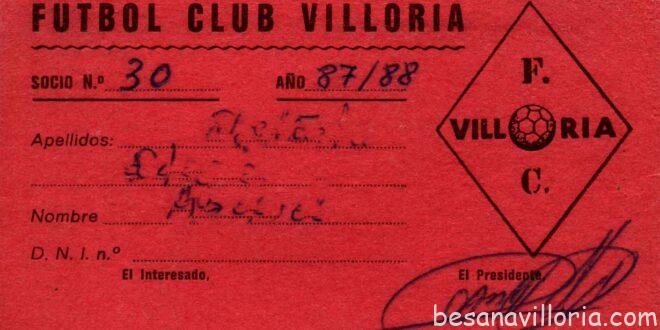 FUTBOL CLUB VILLORIA
SOCIO N.º 30 AÑO 87/88
F.
VILLORIA
C.
Apellidos:
Nombre
D. N. I. n.º
El Interesado,
El Presidente,
besanavilloria.com